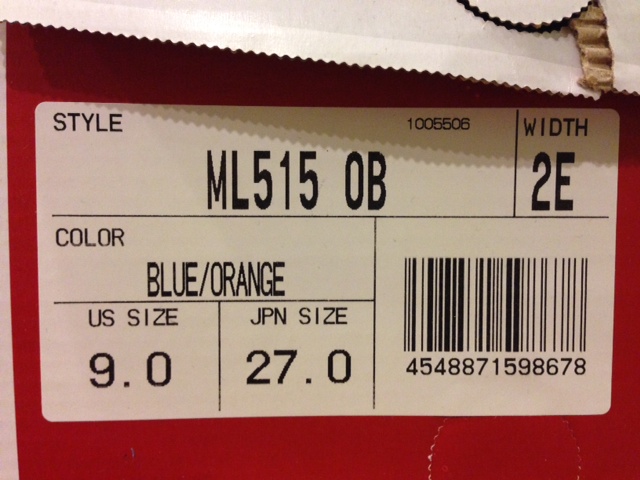 STYLE
1005506
WIDTH
ML515 OB
2E
COLOR
BLUE/ORANGE
US SIZE
JPN SIZE
9.0
27.0
4548871598678